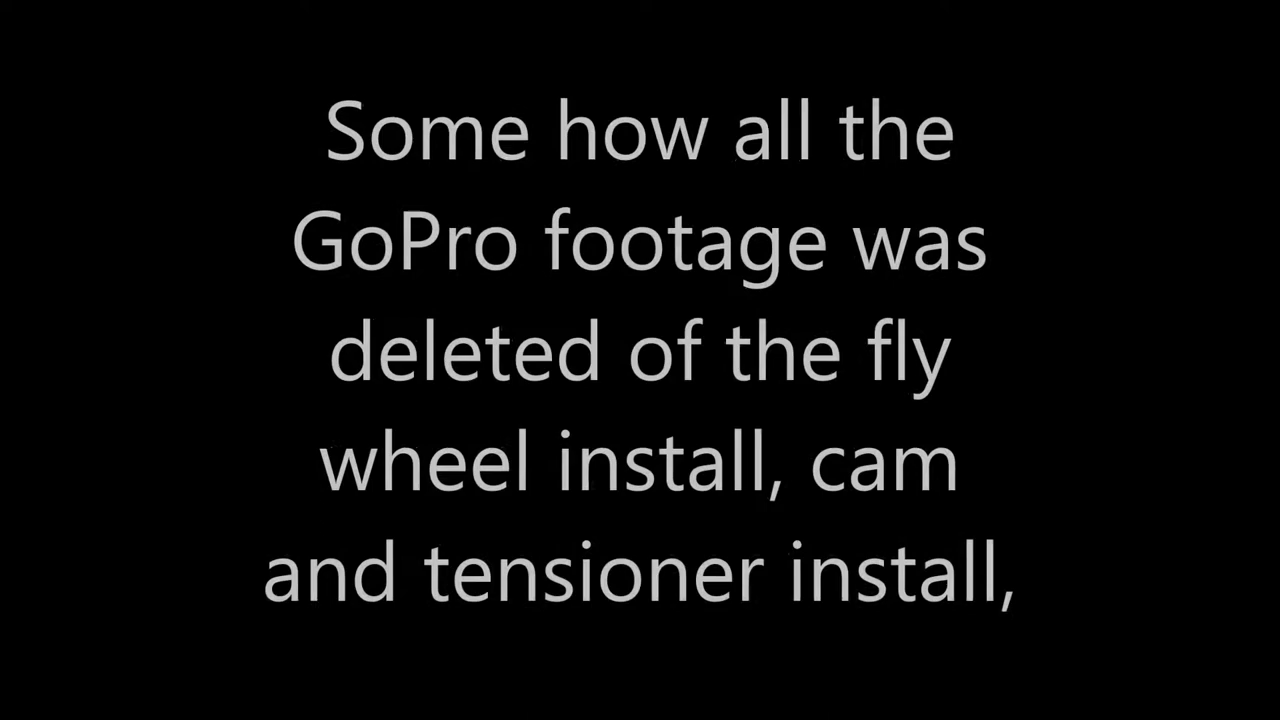 Some how all the
GoPro footage was
deleted of the fly
wheel install, cam
and tensioner install,